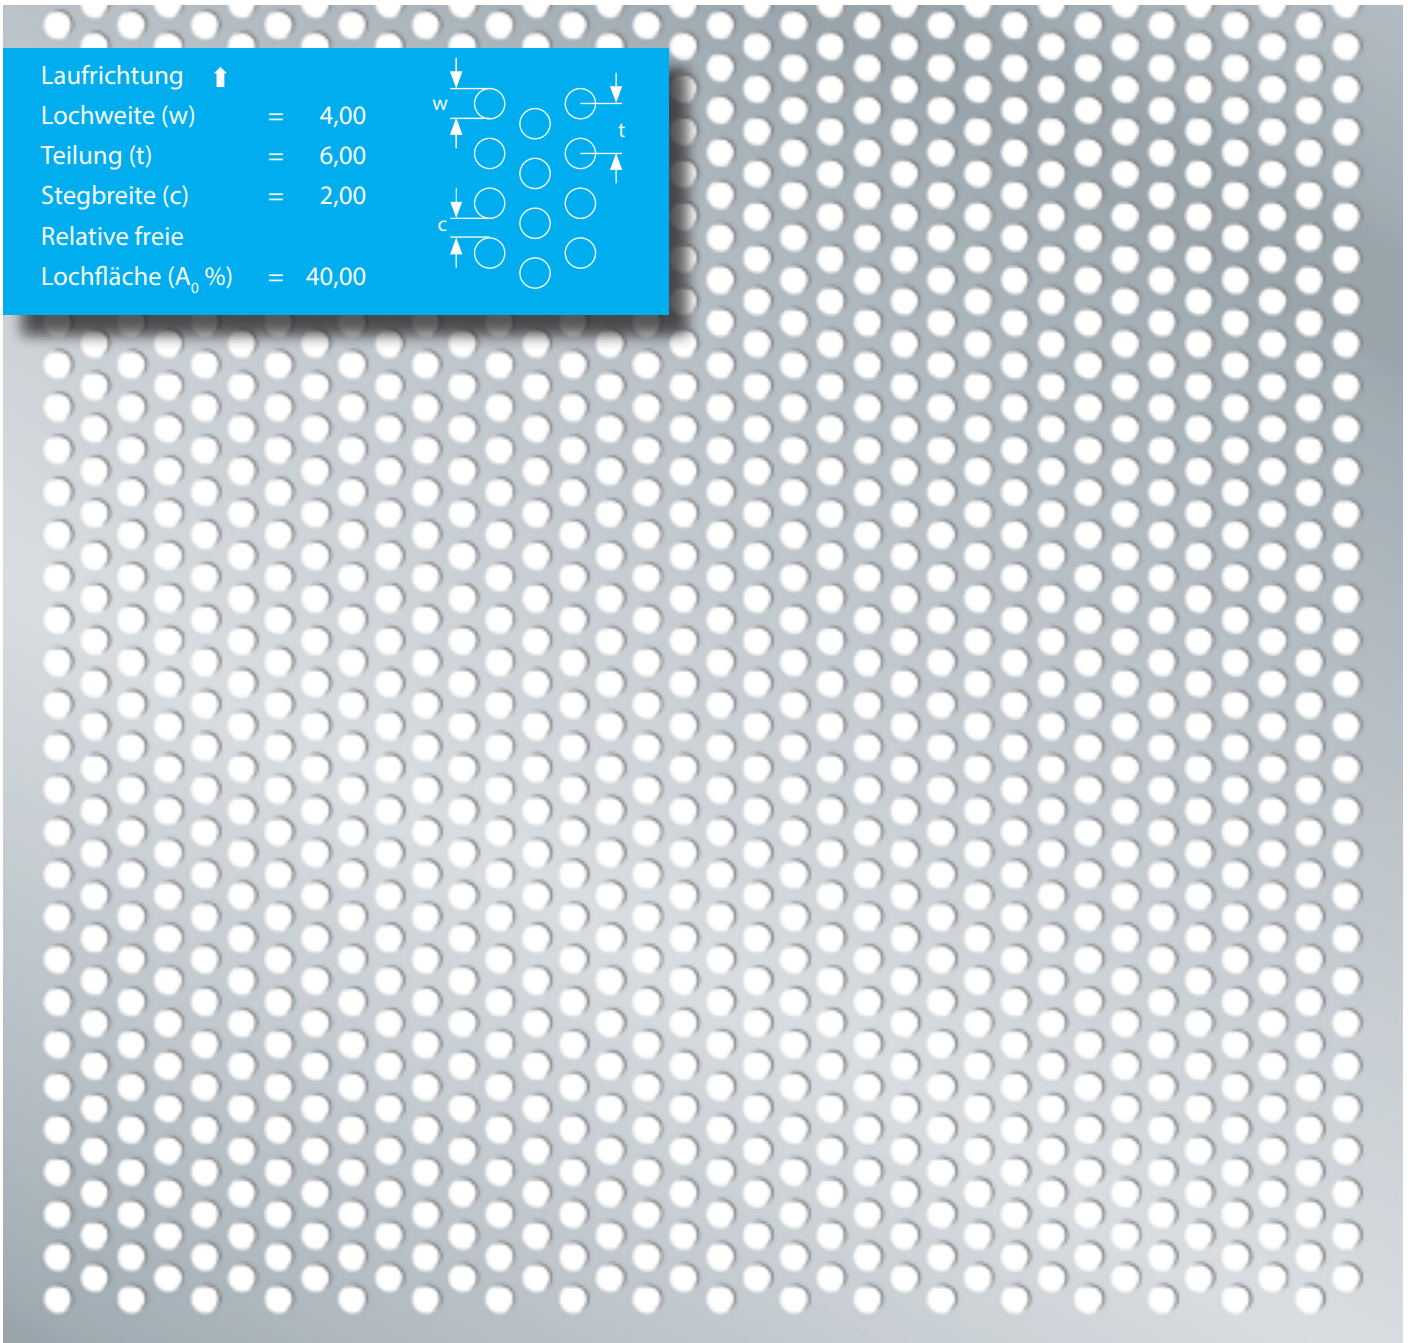 Laufrichtung ⬆
Lochweite (w) = 4,00
Teilung (t) = 6,00
Stegbreite (c) = 2,00
Relative freie
Lochfläche (A₀ %) = 40,00
w
t
c